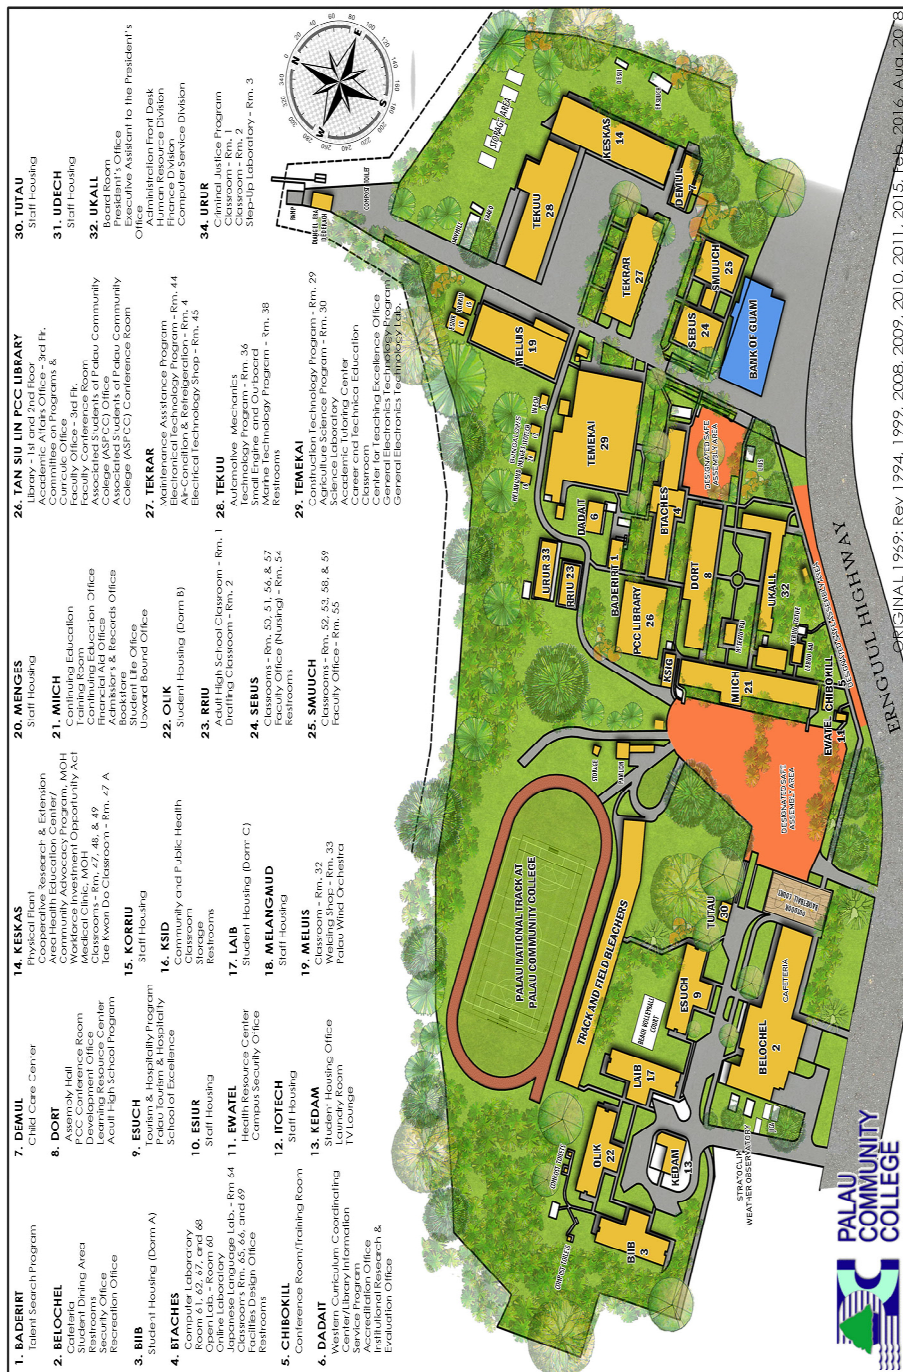 1. BADERIRT
Talent Search Program
2. BELOCHEL
Cafeteria
Student Dining Area
Restrooms
Security Office
Recreation Office
3. BIIB
Student Housing (Dorm A)
4. BTACHES
Computer Laboratory
Room 61, 62, 67, and 68
Open Lab. - Room 60
Online Laboratory
Japanese Language Lab. - Rm 54
Classrooms Rm. 65, 66, and 69
Facilities Design Office
Restrooms
5. CHIBOKILL
Conference Room/Training Room
6. DADAIT
Western Curriculum Coordinating
Center/Library Information
Service Program
Accreditation Office
Institutional Research &
Evaluation Office
7. DEMUL
Child Care Center
8. DORT
Assembly Hall
PCC Conference Room
Development Office
Learning Resource Center
Adult High School Program
9. ESUCH
Tourism & Hospitality Program
Palau Tourism & Hospitality
School of Excellence
10. ESIUR
Staff Housing
11. EWATEL
Health Resource Center
Campus Security Office
12. ITOTECH
Staff Housing
13. KEDAM
Student Housing Office
Laundry Room
TV Lounge
14. KESKAS
Physical Plant
Cooperative Research & Extension
Area Health Education Center/
Community Advocacy Program, MOH
Workforce Investment Opportunity Act
Medical Clinic, MOH
Classrooms - Rm. 47, 48, & 49
Tae Kwan Do Classroom - Rm. 47 A
15. KORRIU
Staff Housing
16. KSID
Community and Public Health
Classroom
Storage
Restrooms
17. LAIB
Student Housing (Dorm C)
18. MELANGMUD
Staff Housing
19. MELUIS
Classroom - Rm. 32
Welding Shop - Rm. 33
Palau Wind Orchestra
20. MENGES
Staff Housing
21. MIICH
Continuing Education
Training Room
Continuing Education Office
Financial Aid Office
Admissions & Records Office
Bookstore
Student Life Office
Upward Bound Office
22. OLIK
Student Housing (Dorm B)
23. RRIU
Adult High School Classroom - Rm. 1
Drafting Classroom - Rm. 2
24. SEBUS
Classrooms - Rm. 50, 51, 56, & 57
Faculty Office (Nursing) - Rm. 54
Restrooms
25. SMUUCH
Classrooms - Rm. 52, 53, 58, & 59
Faculty Office - Rm. 55
26. TAN SIU LIN PCC LIBRARY
Library - 1st and 2nd Floor
Academic Affairs Office - 3rd Flr.
Committee on Programs &
Curricula Office
Faculty Office - 3rd Flr.
Faculty Conference Room
Associated Students of Palau Community
College (ASPCC) Office
Associated Students of Palau Community
College (ASPCC) Conference Room
27. TEKRAR
Maintenance Assistance Program
Electronical Technology Program - Rm. 44
Air-Condition & Refrigeration - Rm. 4
Electrical Technology Shop - Rm. 45
28. TEKUU
Automotive Mechanics
Technology Program - Rm. 36
Small Engine and Outboard
Marine Technology Program - Rm. 38
Restrooms
29. TEMEKAI
Construction Technology Program - Rm. 29
Agriculture Science Program - Rm. 30
Science Laboratory
Academic Tutoring Center
Career and Technical Education
Classroom
Center for Teaching Excellence Office
General Electronics Technology Program
General Electronics Technology Lab.
30. TUTAU
Staff Housing
31. UDECH
Staff Housing
32. UKALL
Board Room
President's Office
Executive Assistant to the President's
Office
Administration Front Desk
Human Resource Division
Finance Division
Computer Service Division
34. URUR
Criminal Justice Program
Classroom - Rm. 1
Classroom - Rm. 2
Step-Up Laboratory - Rm. 3
N
E
S
W
PALAU NATIONAL TRACK AT
PALAU COMMUNITY COLLEGE
TRACK AND FIELD BLEACHERS
BEACH VOLLEYBALL
COURT
STORAGE
PAVILION
OLIK
22
BIIB
3
LAIB
17
KEDAM
13
ESUCH
9
TUTAU
30
BELOCHEL
2
CAFETERIA
OUTDOOR
BASKETBALL COURT
WEATHER OBSERVATORY
DESIGNATED SAFE
ASSEMBLY AREA
URUR 33
RRIU 23
DADAIT
6
BADERIRT 1
PCC LIBRARY
26
KSIG
MIICH
21
EWATEL
11
CHIBOKILL
5
BTACHES
4
DORT
8
UKALL
32
DESIGNATED SAFE
ASSEMBLY AREA
TEMEKAI
29
MELUIS
19
TEKUU
28
TEKRAR
27
KESKAS
14
DEMUL
7
SEBUS
24
SMUUCH
25
BANK OF GUAM
STORAGE AREA
ERNGUUL HIGHWAY
ORIGINAL 1969: Rev 1994, 1999, 2008, 2009, 2010, 2011, 2015, Feb. 2016, Aug. 2018
PALAU
COMMUNITY
COLLEGE